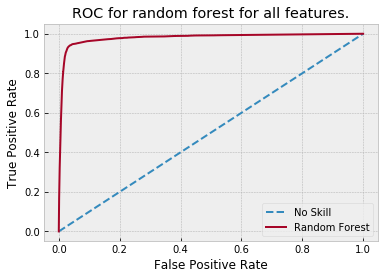 ROC for random forest for all features.
True Positive Rate
1.0
0.8
0.6
0.4
0.2
0.0
No Skill
Random Forest
0.0 0.2 0.4 0.6 0.8 1.0
False Positive Rate